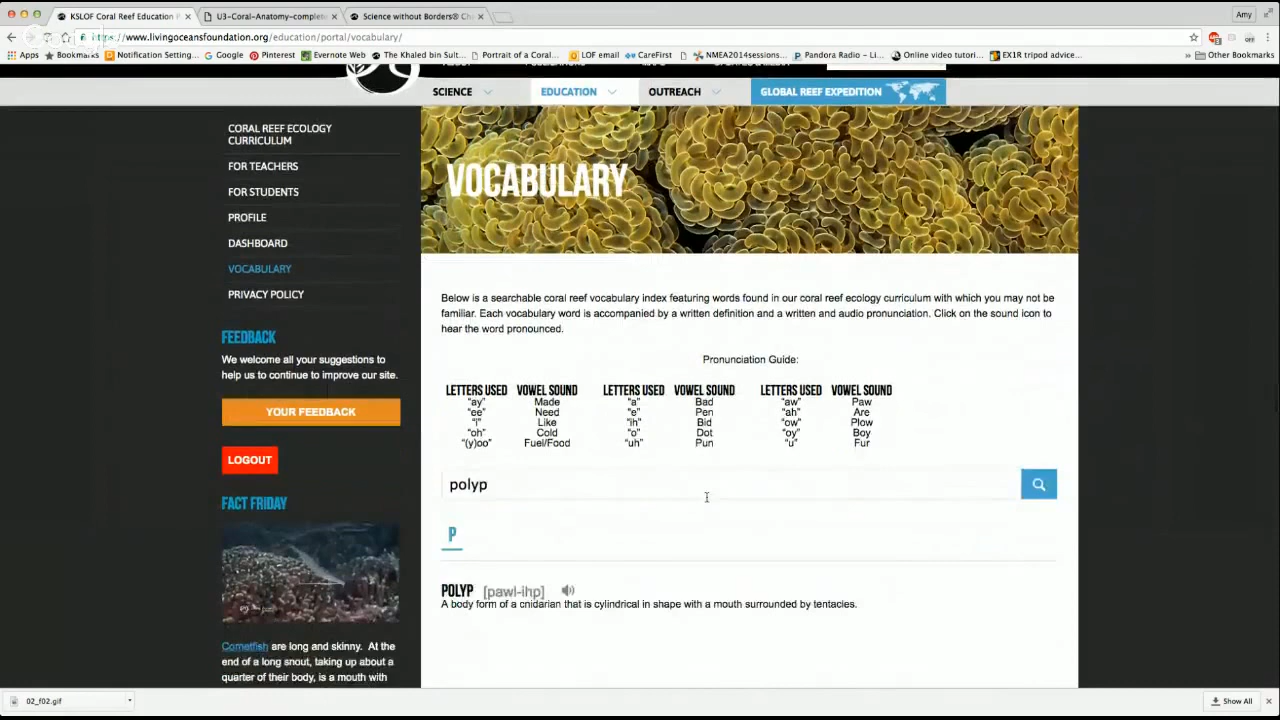 KSLOF Coral Reef Education P
U3-Coral-Anatomy-complete
Science without Borders® Ch
Amy
https://www.livingoceansfoundation.org/education/portal/vocabulary/
Apps
Bookmarks
Notification Setting...
Google
Pinterest
Evernote Web
The Khaled bin Sult...
Portrait of a Coral...
LOF email
CareFirst
NMEA2014sessions...
Pandora Radio – Li...
Online video tutori...
EX1R tripod advice...
» Other Bookmarks
SCIENCE
EDUCATION
OUTREACH
GLOBAL REEF EXPEDITION
CORAL REEF ECOLOGY
CURRICULUM
FOR TEACHERS
FOR STUDENTS
PROFILE
DASHBOARD
VOCABULARY
PRIVACY POLICY
FEEDBACK
We welcome all your suggestions to
help us to continue to improve our site.
YOUR FEEDBACK
LOGOUT
FACT FRIDAY
Cornetfish are long and skinny. At the
end of a long snout, taking up about a
quarter of their body, is a mouth with
VOCABULARY
Below is a searchable coral reef vocabulary index featuring words found in our coral reef ecology curriculum with which you may not be
familiar. Each vocabulary word is accompanied by a written definition and a written and audio pronunciation. Click on the sound icon to
hear the word pronounced.
Pronunciation Guide:
LETTERS USED VOWEL SOUND LETTERS USED VOWEL SOUND LETTERS USED VOWEL SOUND
"ay" Made "a" Bad "aw" Paw
"ee" Need "e" Pen "ah" Are
"i" Like "ih" Bid "ow" Plow
"oh" Cold "o" Dot "oy" Boy
"(y)oo" Fuel/Food "uh" Pun "u" Fur
polyp
P
POLYP [pawl-ihp]
A body form of a cnidarian that is cylindrical in shape with a mouth surrounded by tentacles.
02_f02.gif
Show All